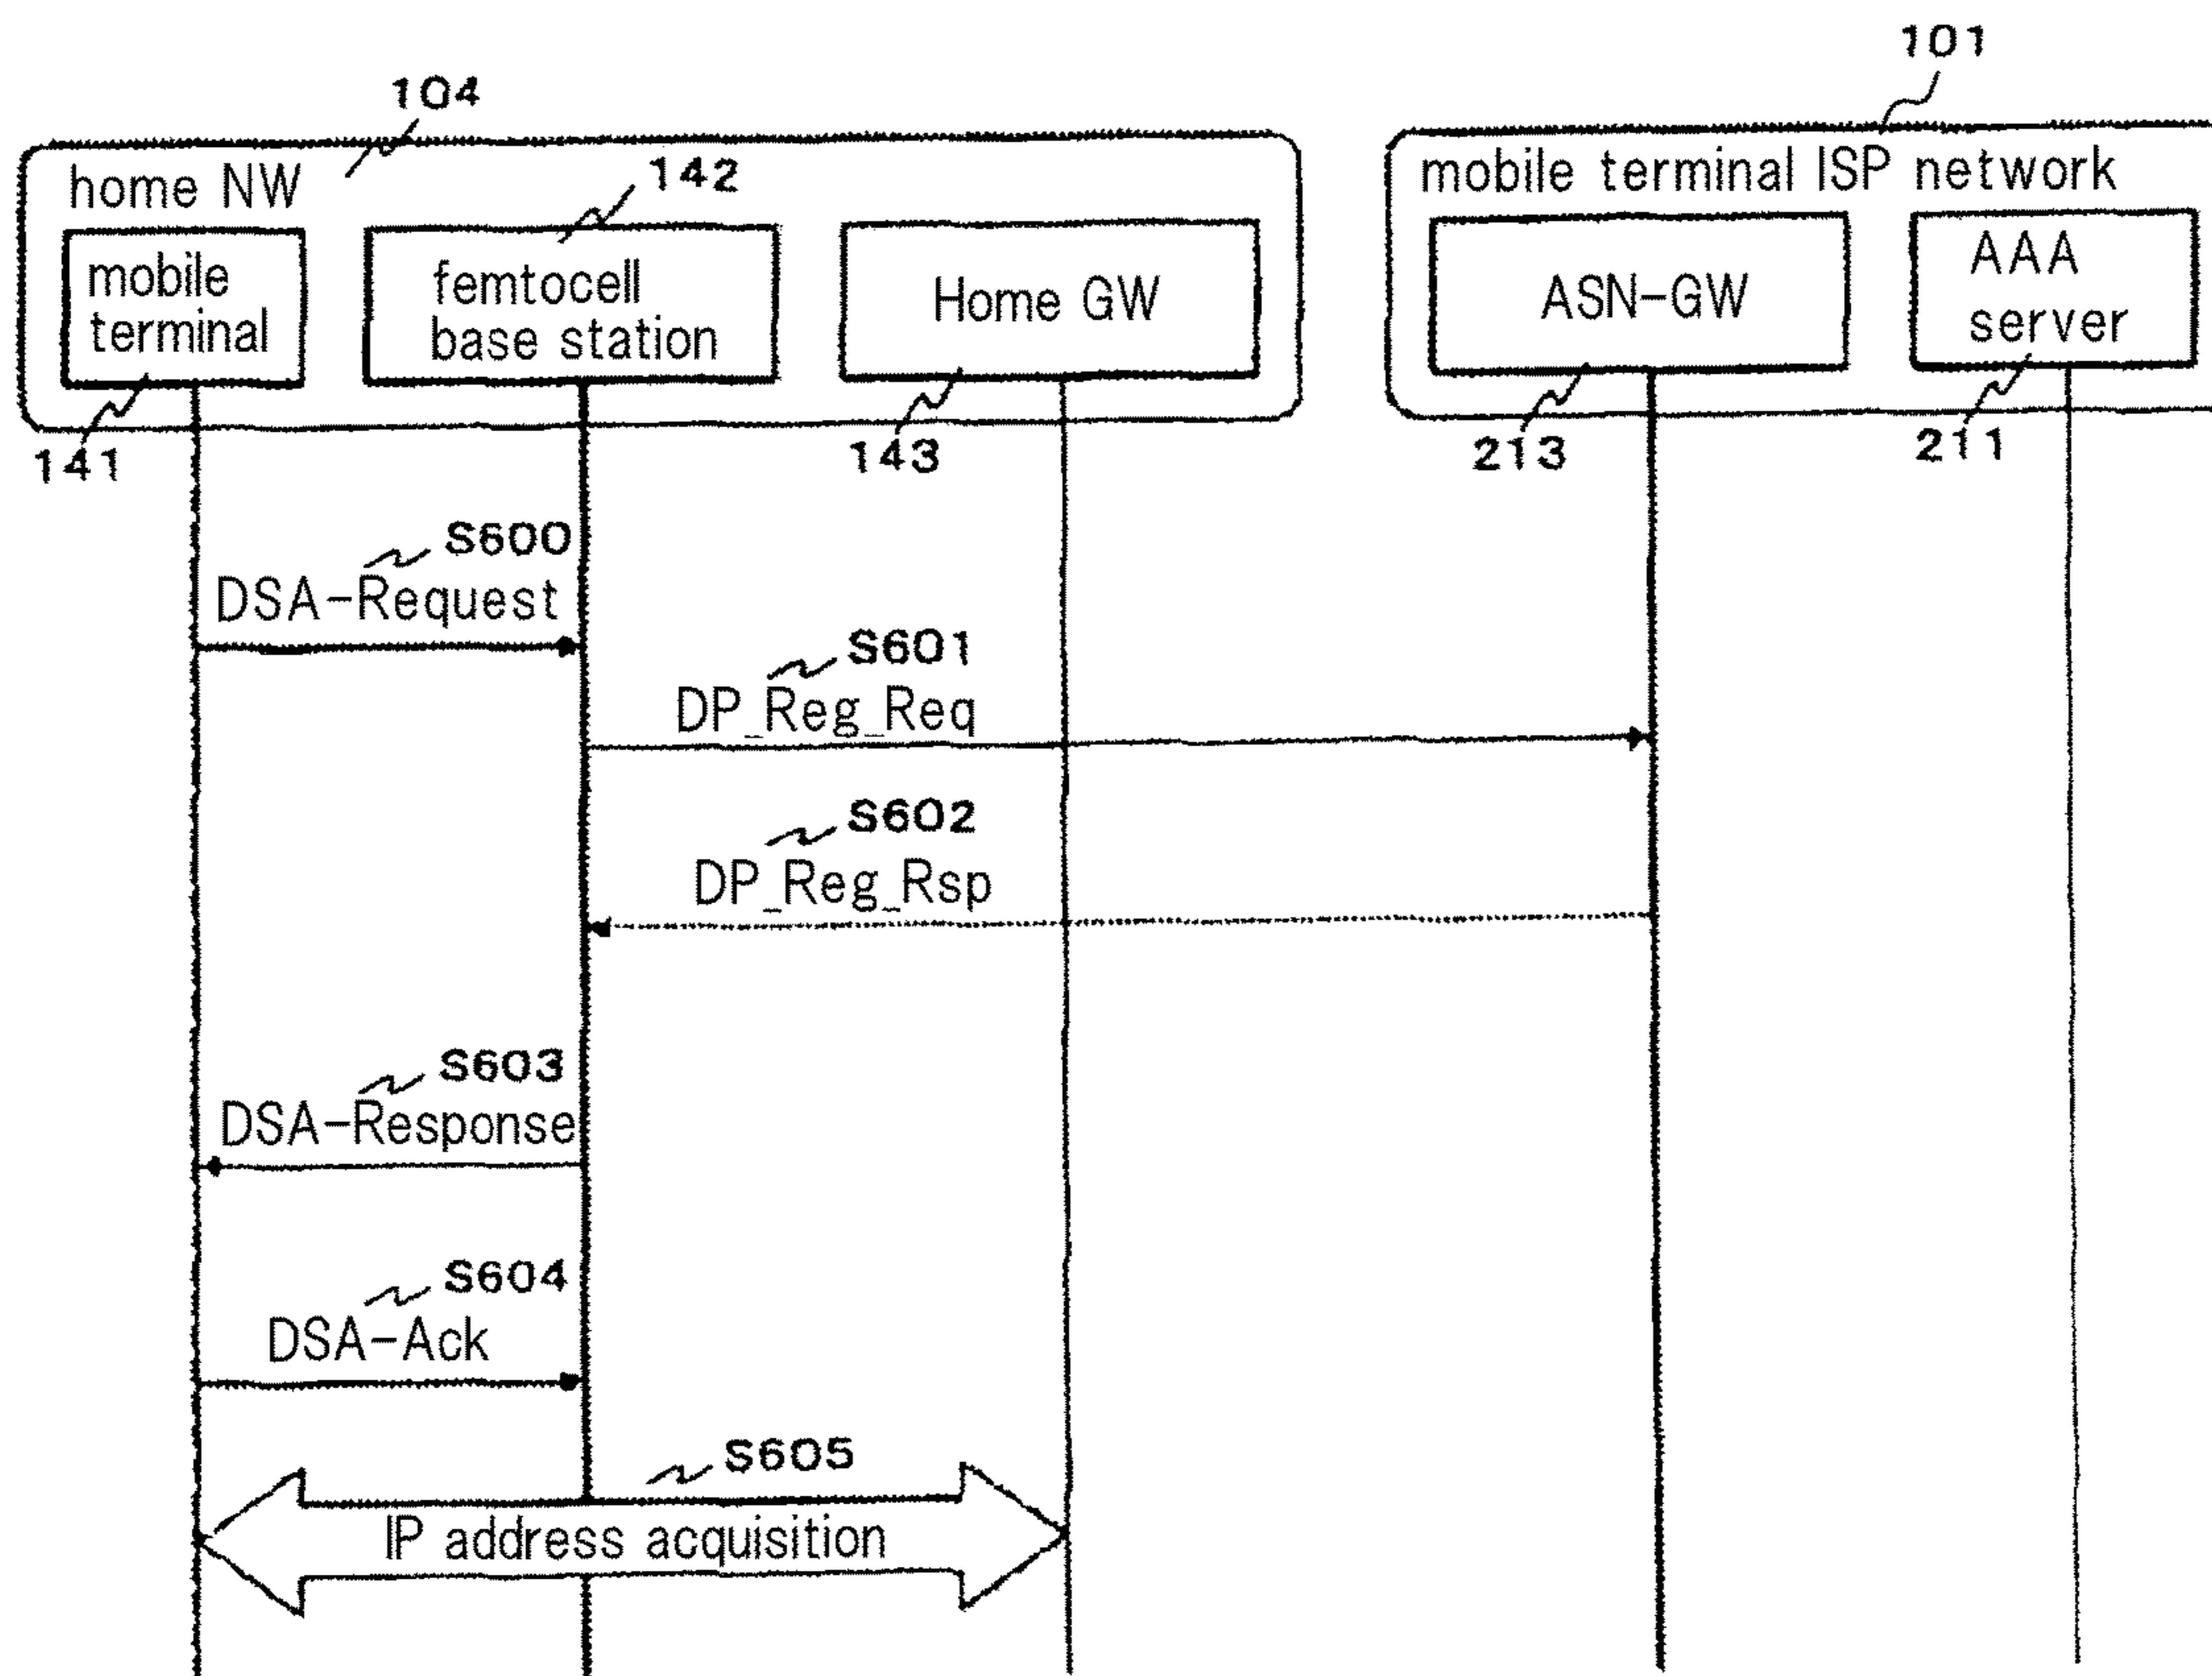 101
104
home NW
142
mobile terminal ISP network
mobile
terminal
femtocell
base station
Home GW
ASN-GW
AAA
server
141
143
213
211
S600
DSA-Request
S601
DP_Reg_Req
S602
DP_Reg_Rsp
S603
DSA-Response
S604
DSA-Ack
S605
IP address acquisition